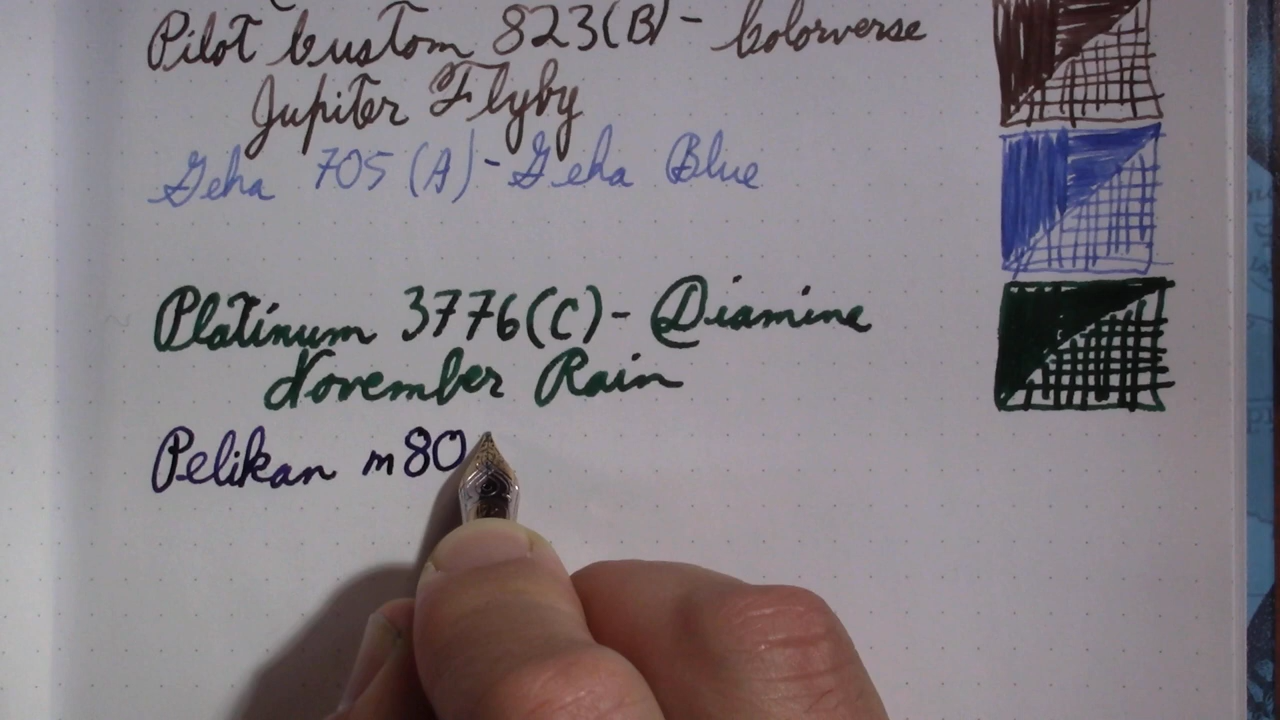 Pilot Custom 823(B) - Colorverse
Jupiter Flyby
Geha 705 (A) - Geha Blue
Platinum 3776(C) - Diamine
November Rain
Pelikan m80